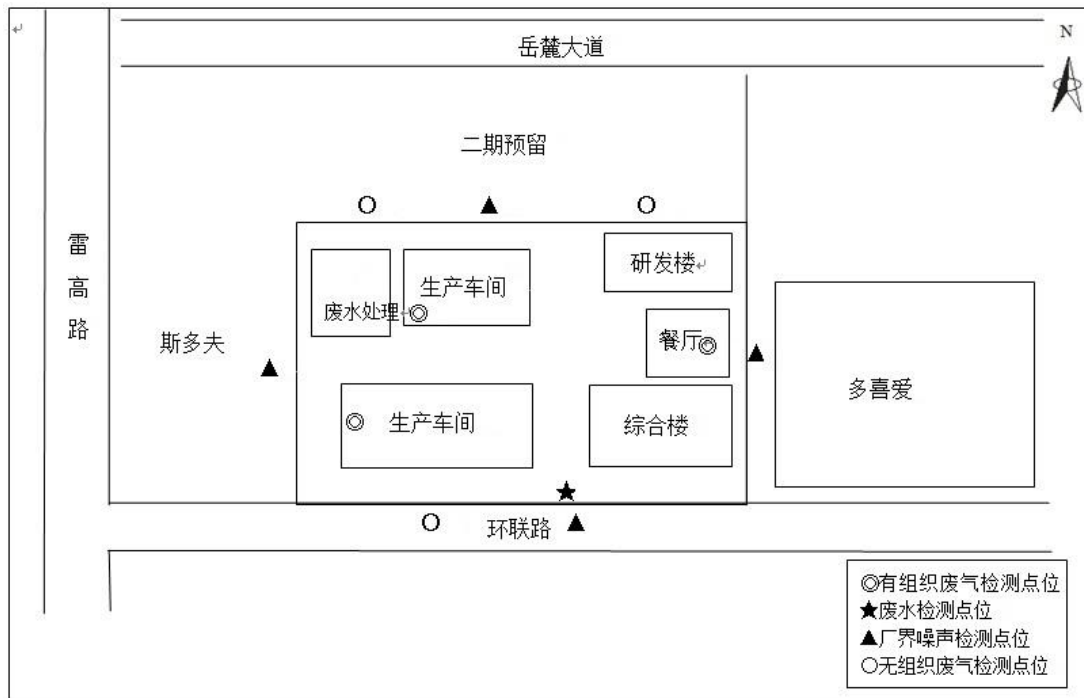 岳麓大道
N
二期预留
雷高路
研发楼
生产车间
废水处理
斯多夫
餐厅
多喜爱
生产车间
综合楼
环联路
◎有组织废气检测点位
★废水检测点位
▲厂界噪声检测点位
○无组织废气检测点位